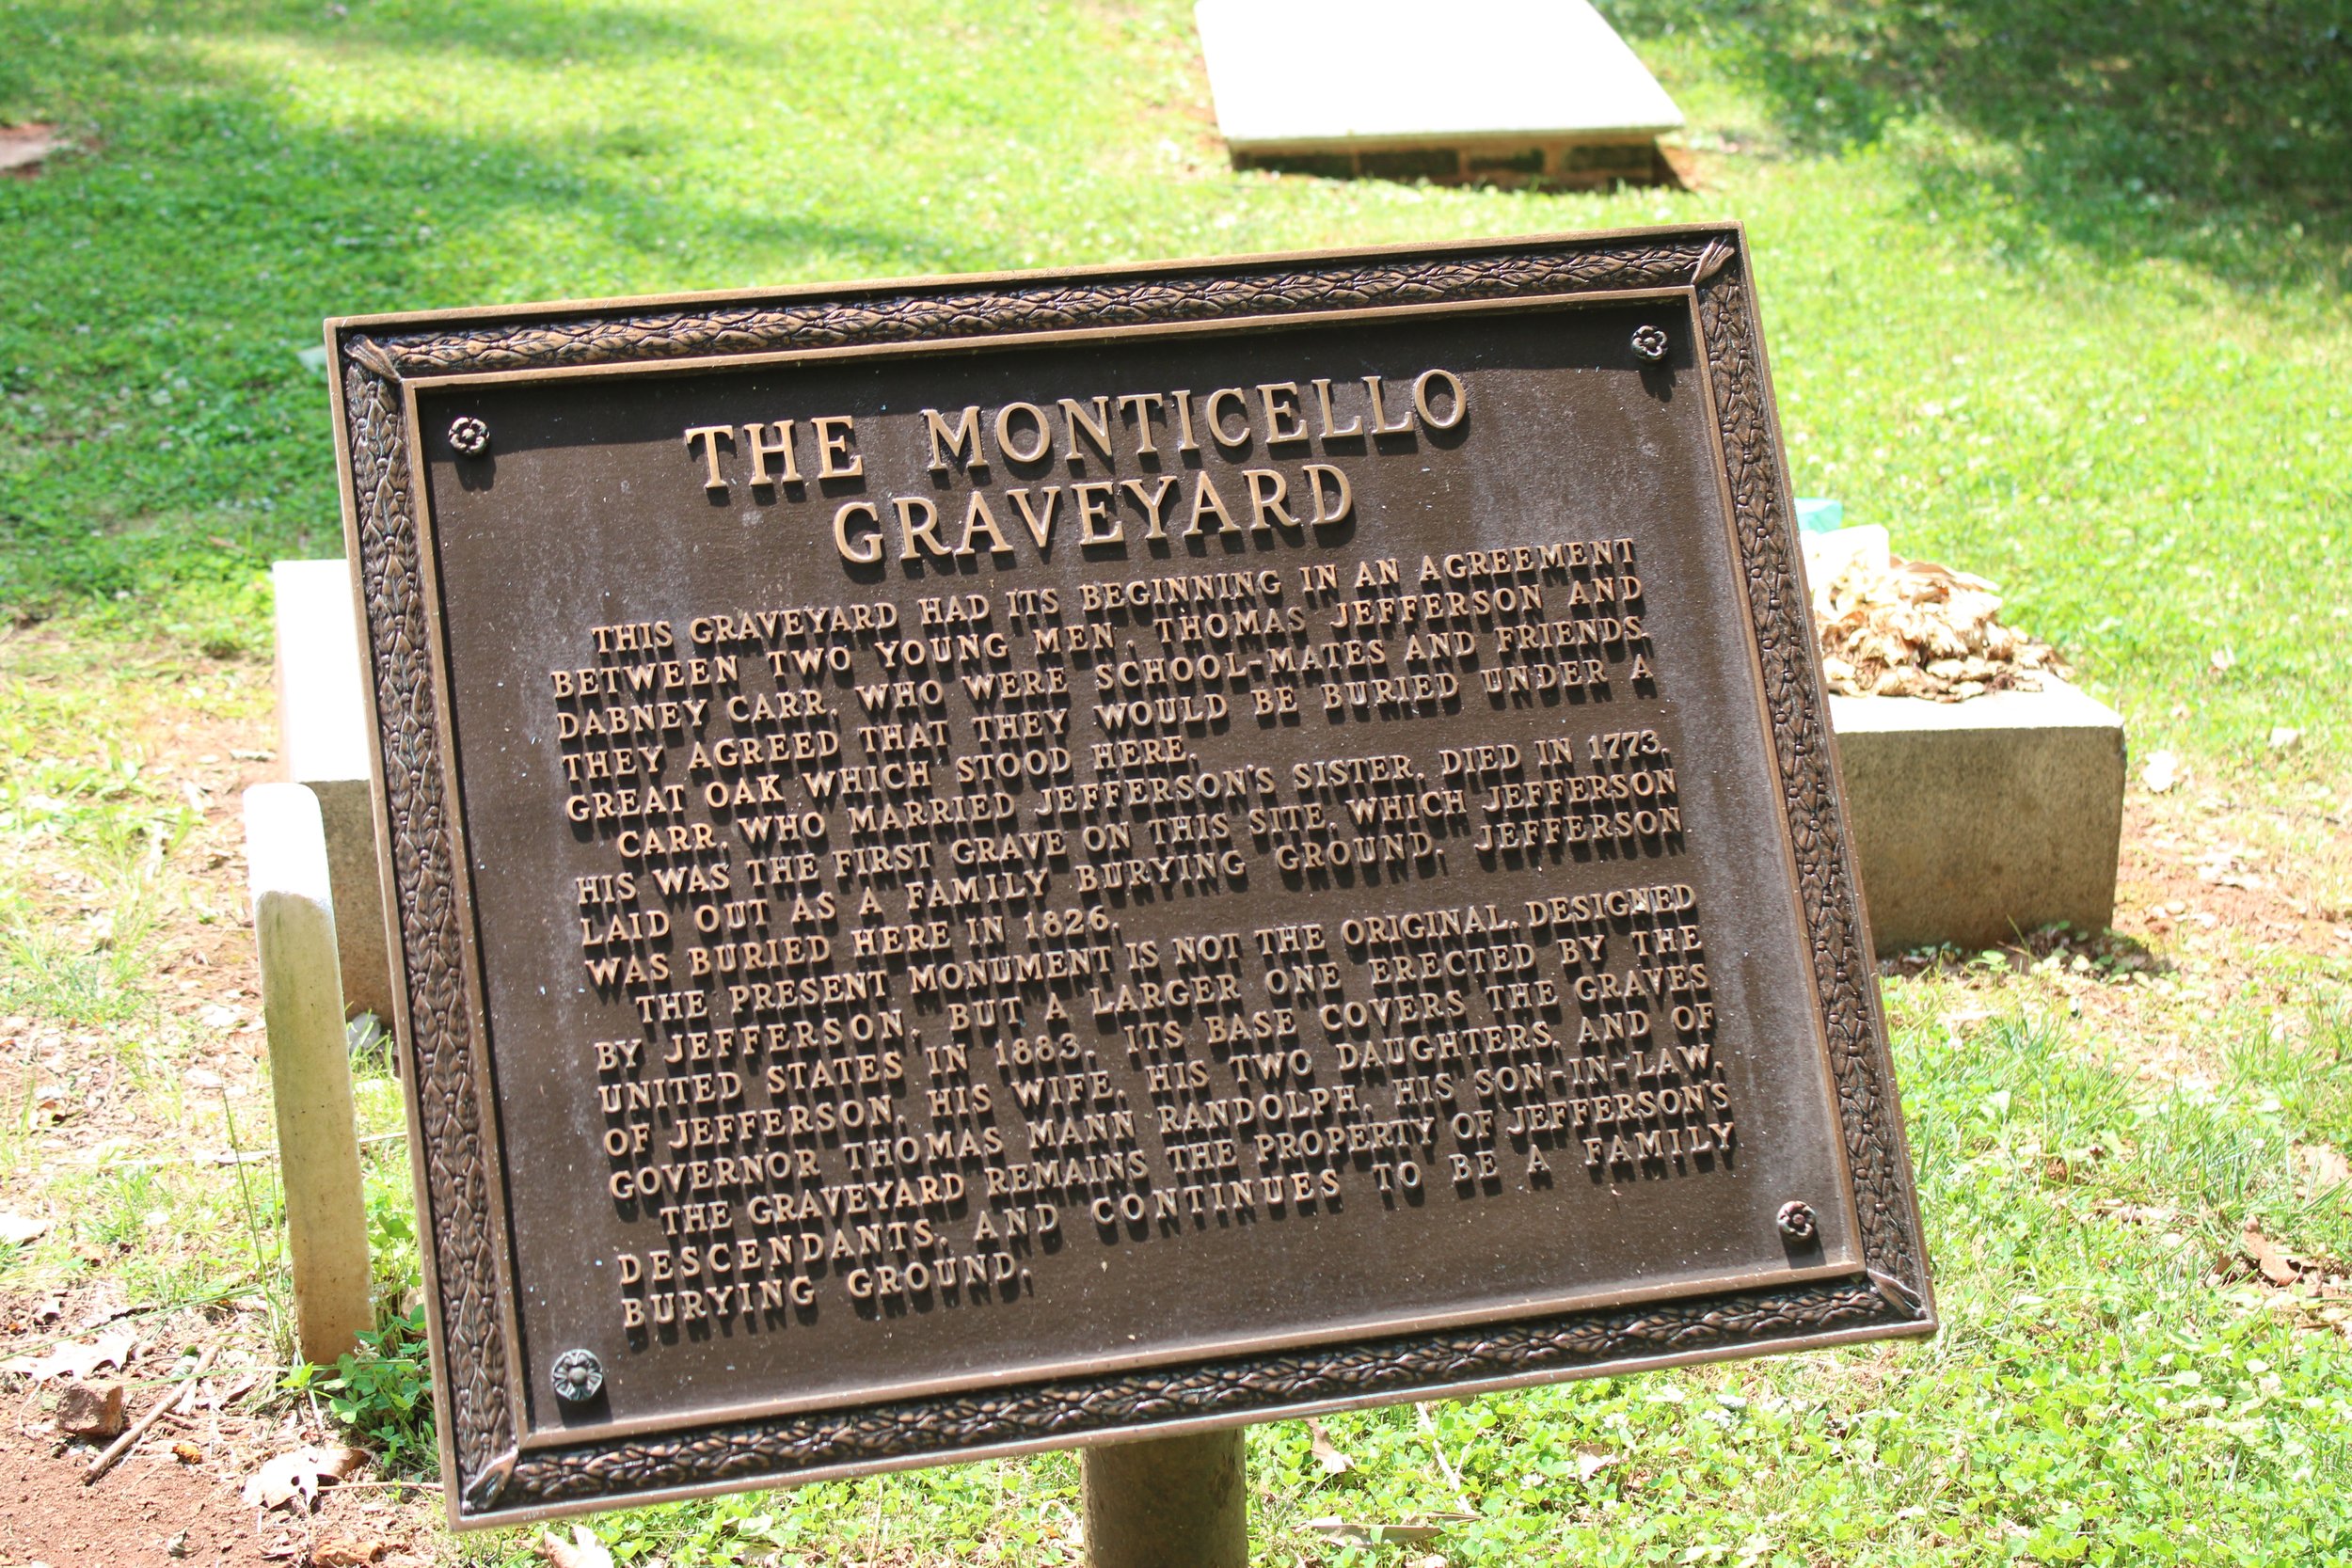 THE MONTICELLO
GRAVEYARD
THIS GRAVEYARD HAD ITS BEGINNING IN AN AGREEMENT
BETWEEN TWO YOUNG MEN, THOMAS JEFFERSON AND
DABNEY CARR, WHO WERE SCHOOL-MATES AND FRIENDS.
THEY AGREED THAT THEY WOULD BE BURIED UNDER A
GREAT OAK WHICH STOOD HERE.
CARR, WHO MARRIED JEFFERSON'S SISTER, DIED IN 1773.
HIS WAS THE FIRST GRAVE ON THIS SITE, WHICH JEFFERSON
LAID OUT AS A FAMILY BURYING GROUND. JEFFERSON
WAS BURIED HERE IN 1826.
THE PRESENT MONUMENT IS NOT THE ORIGINAL, DESIGNED
BY JEFFERSON, BUT A LARGER ONE ERECTED BY THE
UNITED STATES IN 1883. ITS BASE COVERS THE GRAVES
OF JEFFERSON, HIS WIFE, HIS TWO DAUGHTERS, AND OF
GOVERNOR THOMAS MANN RANDOLPH, HIS SON-IN-LAW.
THE GRAVEYARD REMAINS THE PROPERTY OF JEFFERSON'S
DESCENDANTS, AND CONTINUES TO BE A FAMILY
BURYING GROUND.